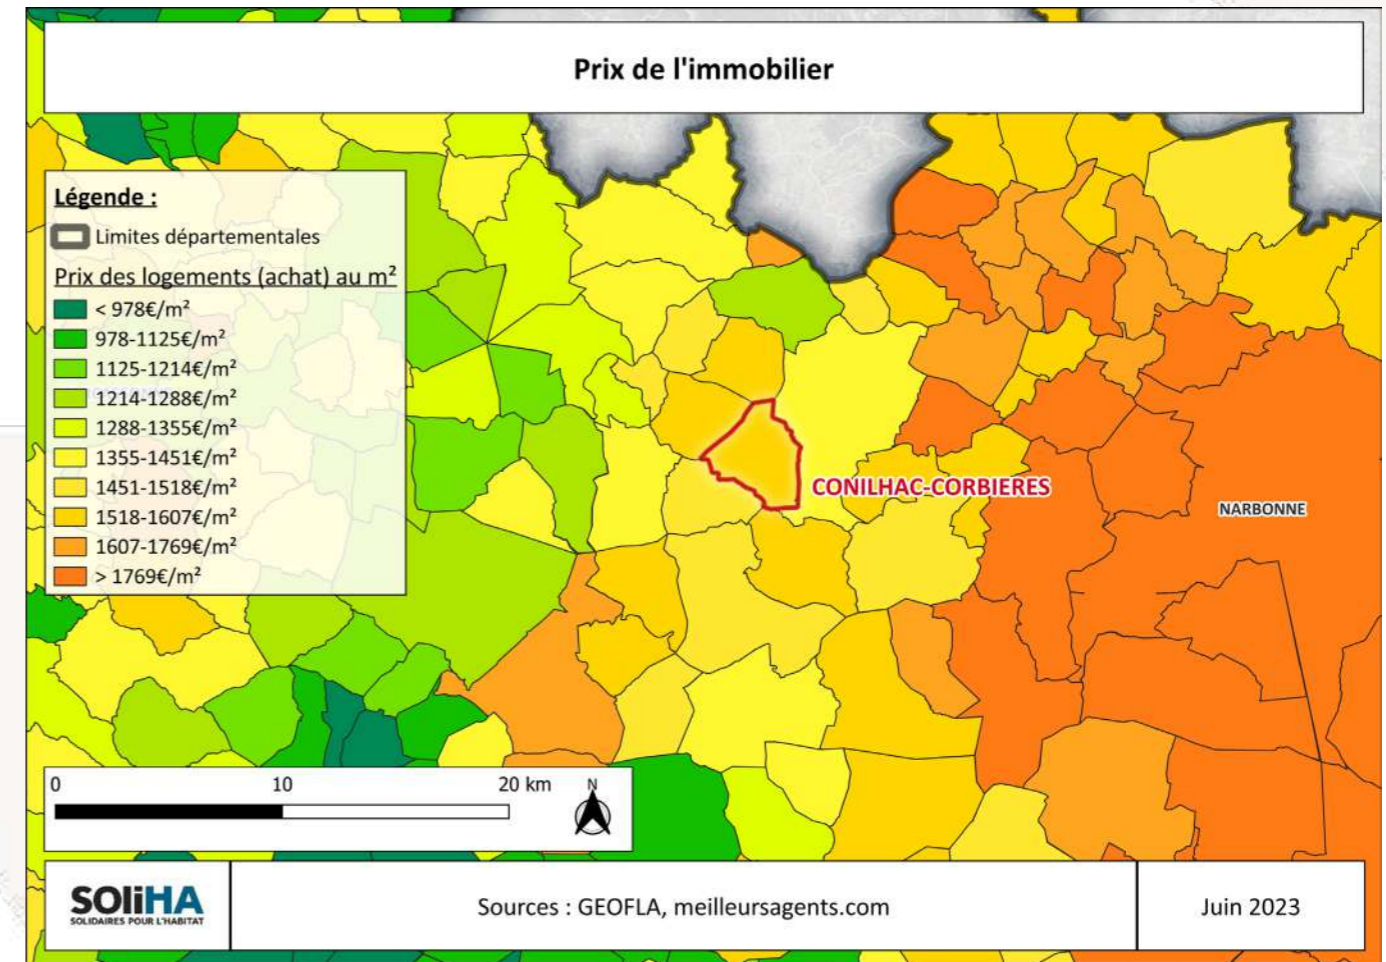 Prix de l'immobilier
Légende :
Limites départementales
Prix des logements (achat) au m²
< 978€/m²
978-1125€/m²
1125-1214€/m²
1214-1288€/m²
1288-1355€/m²
1355-1451€/m²
1451-1518€/m²
1518-1607€/m²
1607-1769€/m²
> 1769€/m²
CONILHAC-CORBIERES
NARBONNE
0 10 20 km
N
SOliHA
SOLIDAIRES POUR L'HABITAT
Sources : GEOFLA, meilleursagents.com
Juin 2023